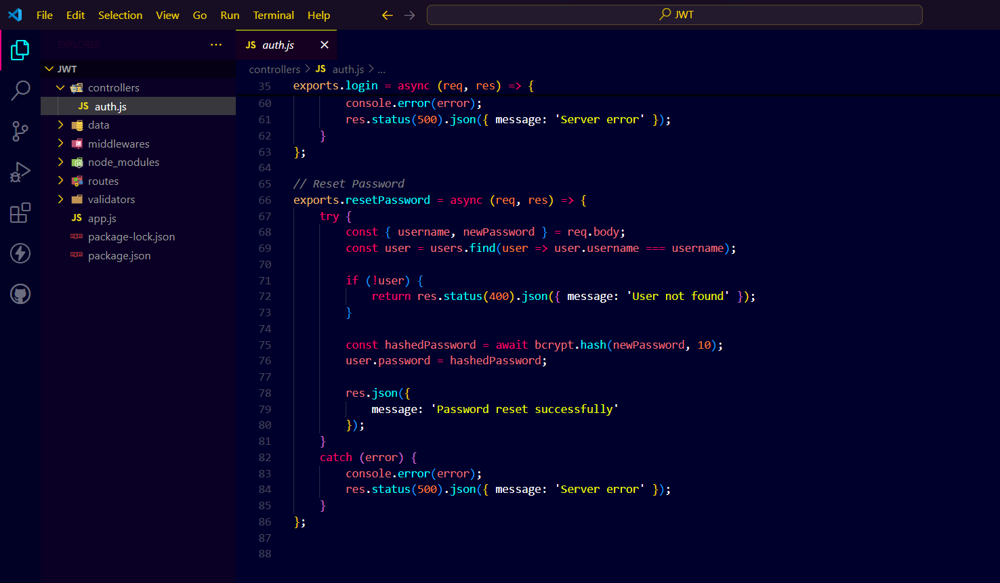 File Edit Selection View Go Run Terminal Help
JWT
EXPLORER
JS auth.js
JWT
controllers
JS auth.js
data
middlewares
node_modules
routes
validators
JS app.js
package-lock.json
package.json
controllers > JS auth.js > ...
35 exports.login = async (req, res) => {
60 console.error(error);
61 res.status(500).json({ message: 'Server error' });
62 }
63 };
64
65 // Reset Password
66 exports.resetPassword = async (req, res) => {
67 try {
68 const { username, newPassword } = req.body;
69 const user = users.find(user => user.username === username);
70
71 if (!user) {
72 return res.status(400).json({ message: 'User not found' });
73 }
74
75 const hashedPassword = await bcrypt.hash(newPassword, 10);
76 user.password = hashedPassword;
77
78 res.json({
79 message: 'Password reset successfully'
80 });
81 }
82 catch (error) {
83 console.error(error);
84 res.status(500).json({ message: 'Server error' });
85 }
86 };
87
88